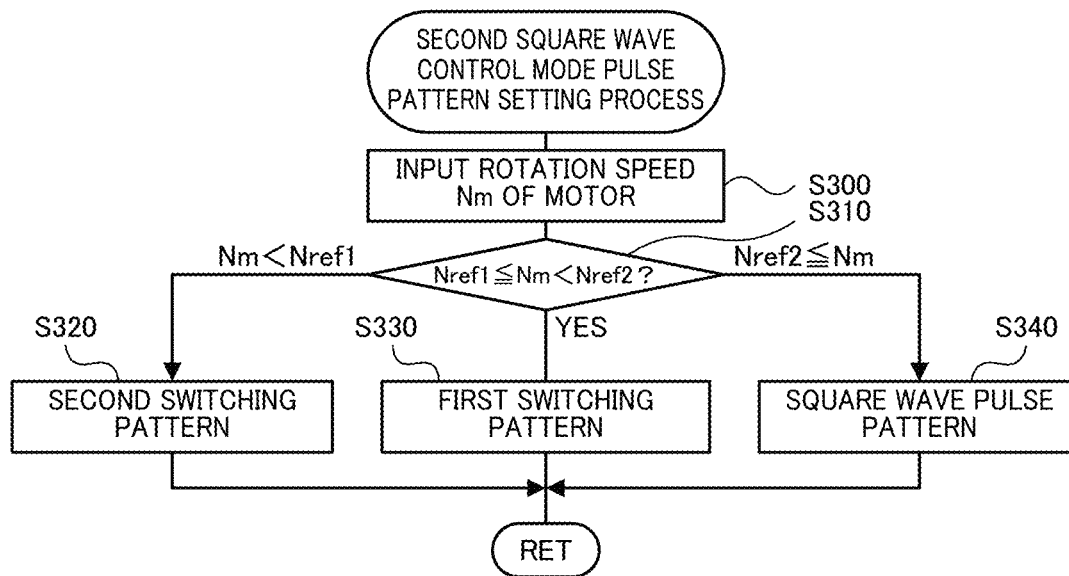 SECOND SQUARE WAVE
CONTROL MODE PULSE
PATTERN SETTING PROCESS
INPUT ROTATION SPEED
Nm OF MOTOR
S300
S310
Nm<Nref1
Nref1≦Nm<Nref2?
Nref2≦Nm
YES
S320
S330
S340
SECOND SWITCHING
PATTERN
FIRST SWITCHING
PATTERN
SQUARE WAVE PULSE
PATTERN
RET